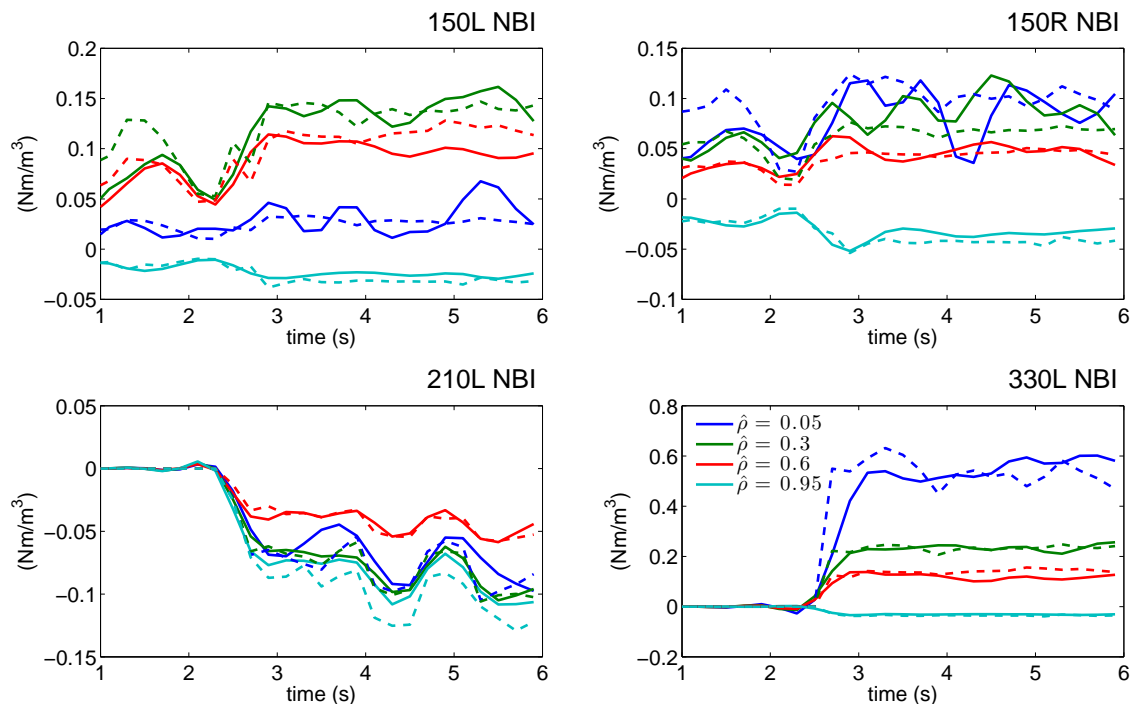 150L NBI
0.2
0.15
0.1
0.05
0
−0.05
(Nm/m³)
1 2 3 4 5 6
time (s)
150R NBI
0.15
0.1
0.05
0
−0.05
−0.1
(Nm/m³)
1 2 3 4 5 6
time (s)
210L NBI
0.05
0
−0.05
−0.1
−0.15
(Nm/m³)
1 2 3 4 5 6
time (s)
330L NBI
0.8
0.6
0.4
0.2
0
−0.2
(Nm/m³)
ρ̂ = 0.05
ρ̂ = 0.3
ρ̂ = 0.6
ρ̂ = 0.95
1 2 3 4 5 6
time (s)